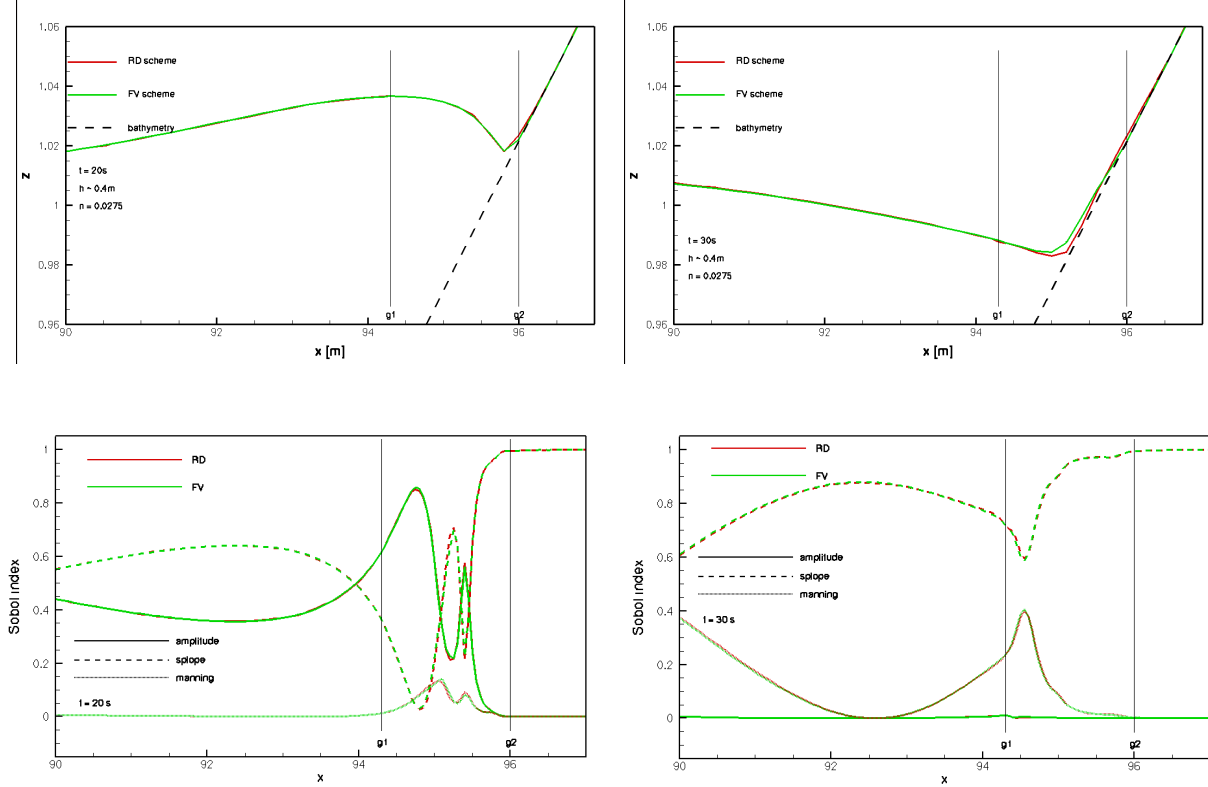 1.06
1.04
1.02
1
0.98
0.96
z
RD scheme
FV scheme
bathymetry
t = 20s
h ~ 0.4m
n = 0.0275
g1
g2
90
92
94
96
x [m]
1.06
1.04
1.02
1
0.98
0.96
z
RD scheme
FV scheme
bathymetry
t = 30s
h ~ 0.4m
n = 0.0275
g1
g2
90
92
94
96
x [m]
1
0.8
0.6
0.4
0.2
0
Sobol index
RD
FV
amplitude
splope
manning
t = 20 s
g1
g2
90
92
94
96
x
1
0.8
0.6
0.4
0.2
0
Sobol index
RD
FV
amplitude
splope
manning
t = 30 s
g1
g2
90
92
94
96
x